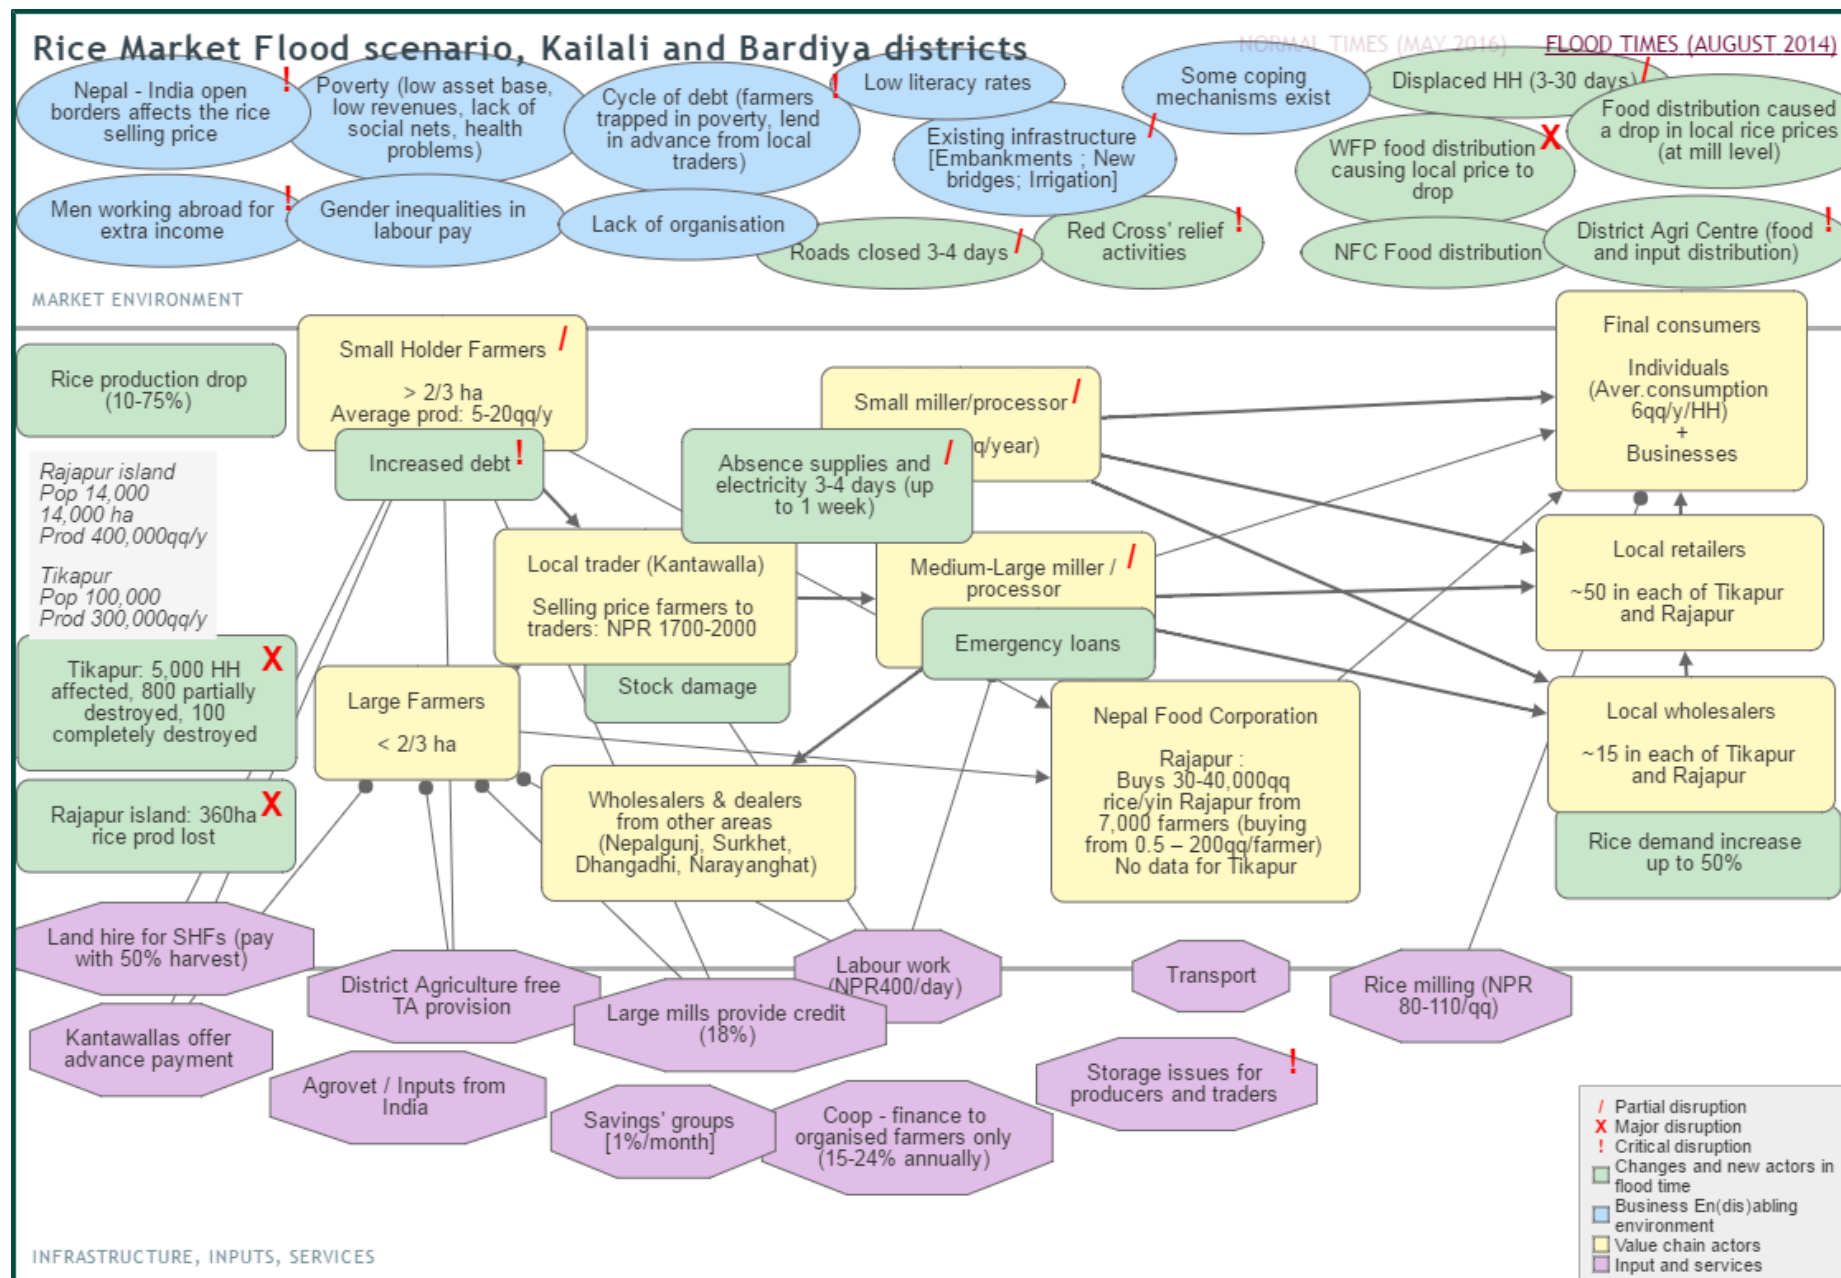 Rice Market Flood scenario, Kailali and Bardiya districts
NORMAL TIMES (MAY 2016)
FLOOD TIMES (AUGUST 2014)
Nepal - India open
borders affects the rice
selling price
!
Poverty (low asset base,
low revenues, lack of
social nets, health
problems)
Cycle of debt (farmers
trapped in poverty, lend
in advance from local
traders)
!
Low literacy rates
Existing infrastructure
[Embankments ; New
bridges; Irrigation]
/
Some coping
mechanisms exist
Displaced HH (3-30 days)
/
Food distribution caused
a drop in local rice prices
(at mill level)
WFP food distribution
causing local price to
drop
X
Men working abroad for
extra income
!
Gender inequalities in
labour pay
Lack of organisation
Roads closed 3-4 days
/
Red Cross' relief
activities
!
NFC Food distribution
District Agri Centre (food
and input distribution)
!
MARKET ENVIRONMENT
Rice production drop
(10-75%)
Small Holder Farmers
/
> 2/3 ha
Average prod: 5-20qq/y
Increased debt
!
Small miller/processor
/
q/year)
Absence supplies and
electricity 3-4 days (up
to 1 week)
/
Final consumers
Individuals
(Aver.consumption
6qq/y/HH)
+
Businesses
Rajapur island
Pop 14,000
14,000 ha
Prod 400,000qq/y
Tikapur
Pop 100,000
Prod 300,000qq/y
Local trader (Kantawalla)
Selling price farmers to
traders: NPR 1700-2000
Medium-Large miller /
processor
/
Emergency loans
Local retailers
~50 in each of Tikapur
and Rajapur
Tikapur: 5,000 HH
affected, 800 partially
destroyed, 100
completely destroyed
X
Large Farmers
< 2/3 ha
Stock damage
Nepal Food Corporation
Rajapur :
Buys 30-40,000qq
rice/yin Rajapur from
7,000 farmers (buying
from 0.5 – 200qq/farmer)
No data for Tikapur
Local wholesalers
~15 in each of Tikapur
and Rajapur
Rajapur island: 360ha
rice prod lost
X
Wholesalers & dealers
from other areas
(Nepalgunj, Surkhet,
Dhangadhi, Narayanghat)
Rice demand increase
up to 50%
Land hire for SHFs (pay
with 50% harvest)
District Agriculture free
TA provision
Labour work
(NPR400/day)
Transport
Rice milling (NPR
80-110/qq)
Large mills provide credit
(18%)
Kantawallas offer
advance payment
Agrovet / Inputs from
India
Savings' groups
[1%/month]
Coop - finance to
organised farmers only
(15-24% annually)
Storage issues for
producers and traders
!
/ Partial disruption
X Major disruption
! Critical disruption
Changes and new actors in
flood time
Business En(dis)abling
environment
Value chain actors
Input and services
INFRASTRUCTURE, INPUTS, SERVICES